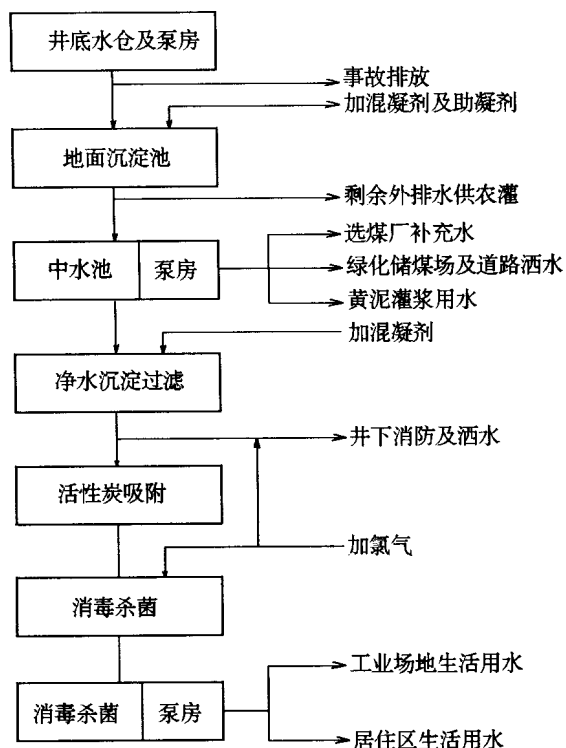 井底水仓及泵房
事故排放
加混凝剂及助凝剂
地面沉淀池
剩余外排水供农灌
选煤厂补充水
中水池 泵房
绿化储煤场及道路洒水
黄泥灌浆用水
加混凝剂
净水沉淀过滤
井下消防及洒水
活性炭吸附
加氯气
消毒杀菌
工业场地生活用水
消毒杀菌 泵房
居住区生活用水